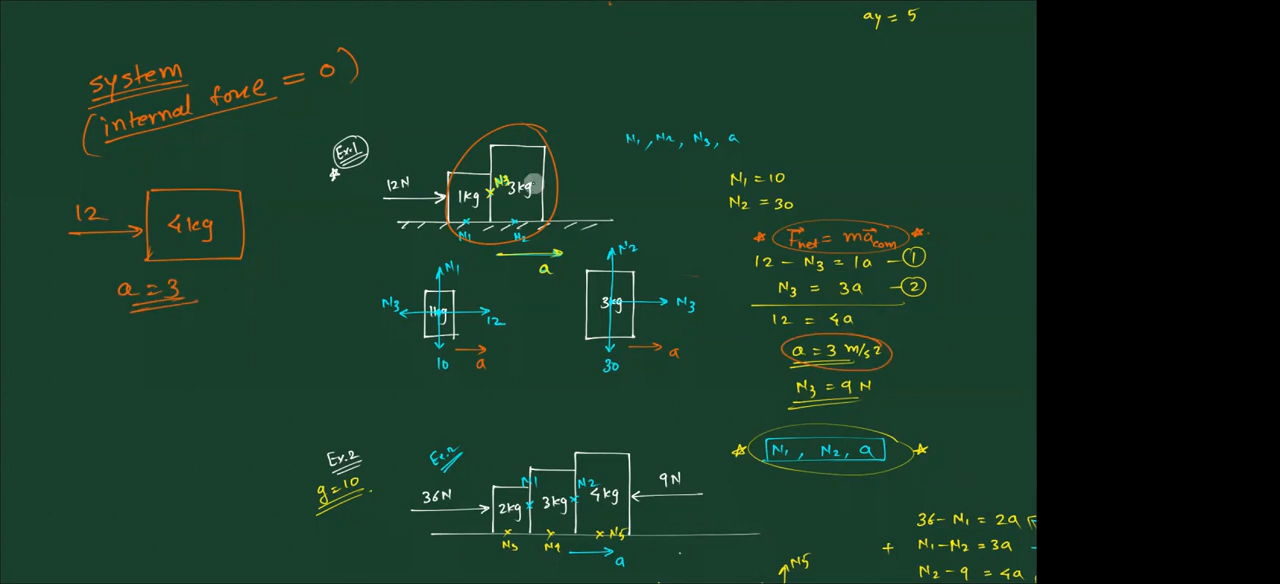 ay = 5
system
(internal force = 0)
Ex.1
12N
1kg
N3
3kg
N1
N2
a
N1, N2, N3, a
N1 = 10
N2 = 30
Fnet = macom
12 - N3 = 1a - 1
N3 = 3a - 2
12 = 4a
a = 3 m/s2
N3 = 9 N
12
4kg
a = 3
N1
N3
1kg
12
10
a
N2
3kg
N3
30
a
N1, N2, a
Ex.2
g=10
Ex.2
36N
2kg
N1
3kg
N2
4kg
9N
N3
N4
N5
a
N5
36 - N1 = 2a
+ N1 - N2 = 3a
N2 - 9 = 4a